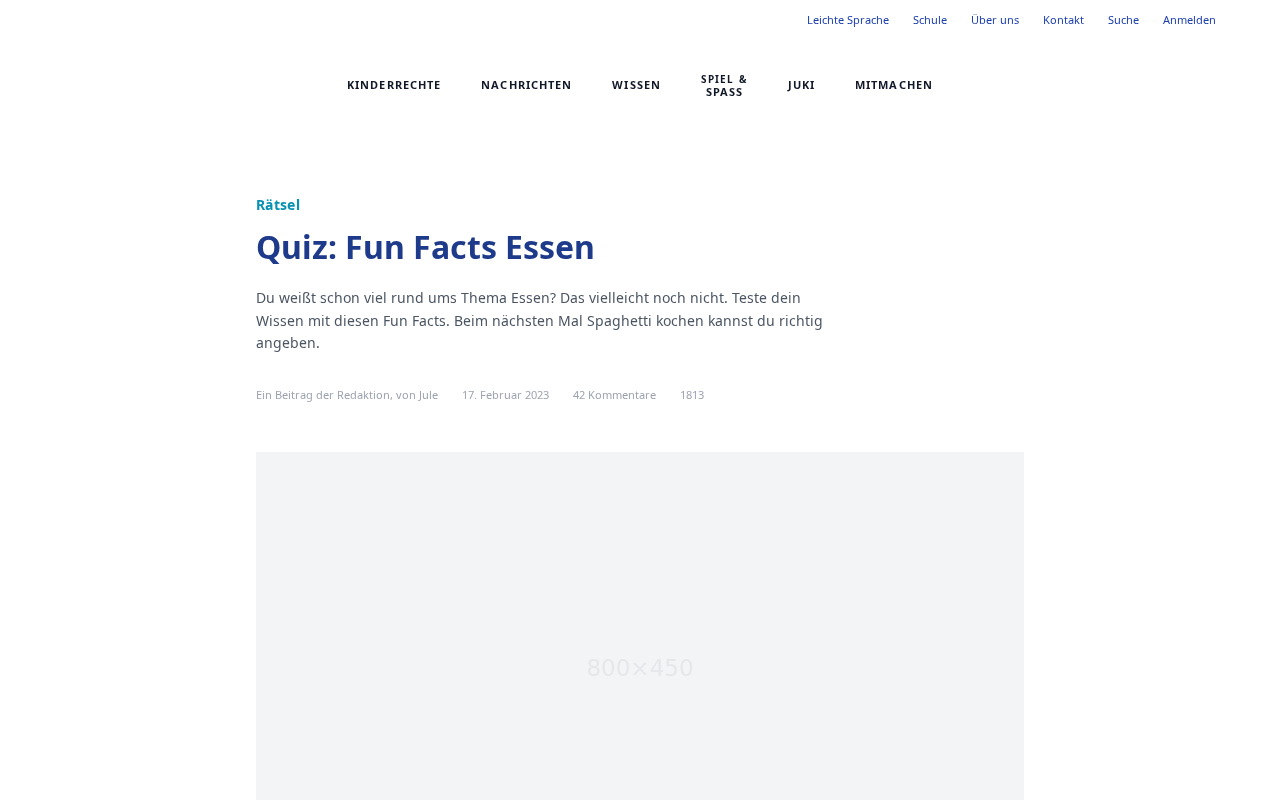 Leichte Sprache Schule Über uns Kontakt Suche Anmelden
KINDERRECHTE NACHRICHTEN WISSEN SPIEL & SPASS JUKI MITMACHEN
Rätsel
Quiz: Fun Facts Essen
Du weißt schon viel rund ums Thema Essen? Das vielleicht noch nicht. Teste dein
Wissen mit diesen Fun Facts. Beim nächsten Mal Spaghetti kochen kannst du richtig
angeben.
Ein Beitrag der Redaktion, von Jule 17. Februar 2023 42 Kommentare 1813
800×450